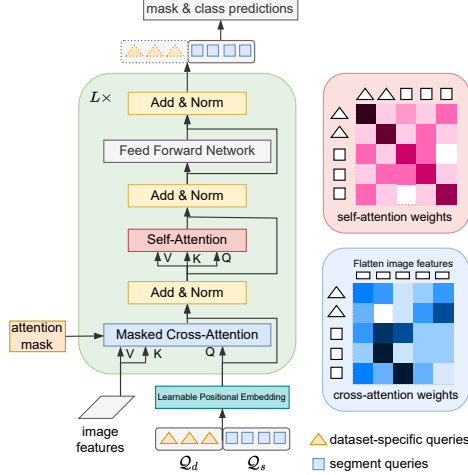 mask & class predictions
L×
Add & Norm
Feed Forward Network
Add & Norm
Self-Attention
V K Q
Add & Norm
attention
mask
Masked Cross-Attention
V K Q
Learnable Positional Embedding
image
features
Q_d Q_s
self-attention weights
Flatten image features
cross-attention weights
dataset-specific queries
segment queries